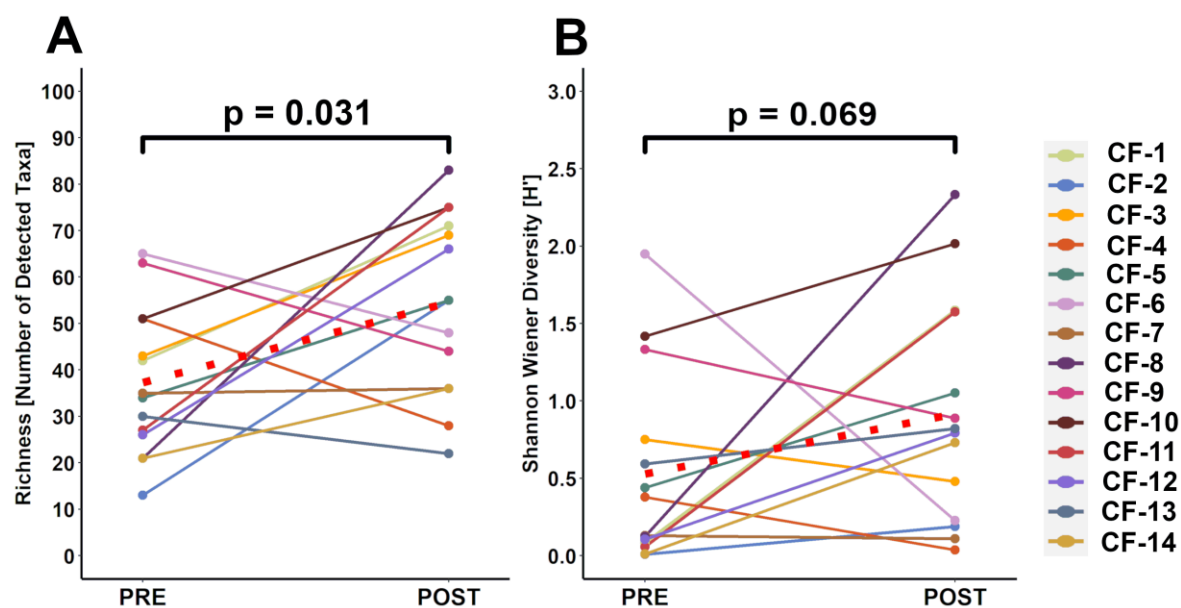 A
Richness [Number of Detected Taxa]
100
90
80
70
60
50
40
30
20
10
0
p = 0.031
PRE
POST
B
Shannon Wiener Diversity [H']
3.0
2.5
2.0
1.5
1.0
0.5
0.0
p = 0.069
PRE
POST
CF-1
CF-2
CF-3
CF-4
CF-5
CF-6
CF-7
CF-8
CF-9
CF-10
CF-11
CF-12
CF-13
CF-14